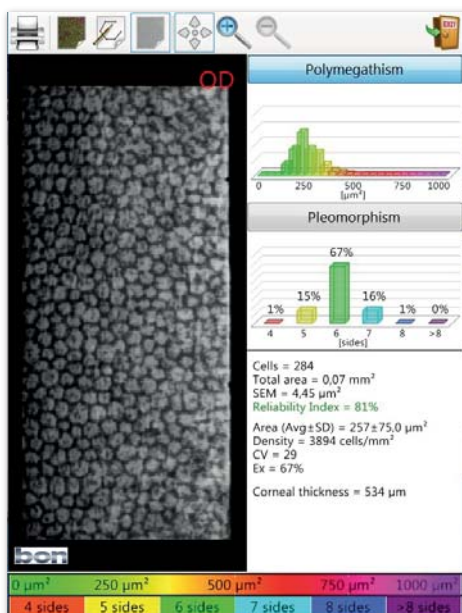 EXIT
OD
Polymegathism
0 250 500 750 1000
[µm²]
Pleomorphism
67%
1% 15% 16% 1% 0%
4 5 6 7 8 >8
[sides]
Cells = 284
Total area = 0,07 mm²
SEM = 4,45 µm²
Reliability Index = 81%
Area (Avg±SD) = 257±75,0 µm²
Density = 3894 cells/mm²
CV = 29
Ex = 67%
Corneal thickness = 534 µm
bon
0 µm² 250 µm² 500 µm² 750 µm² 1000 µm²
4 sides 5 sides 6 sides 7 sides 8 sides >8 sides